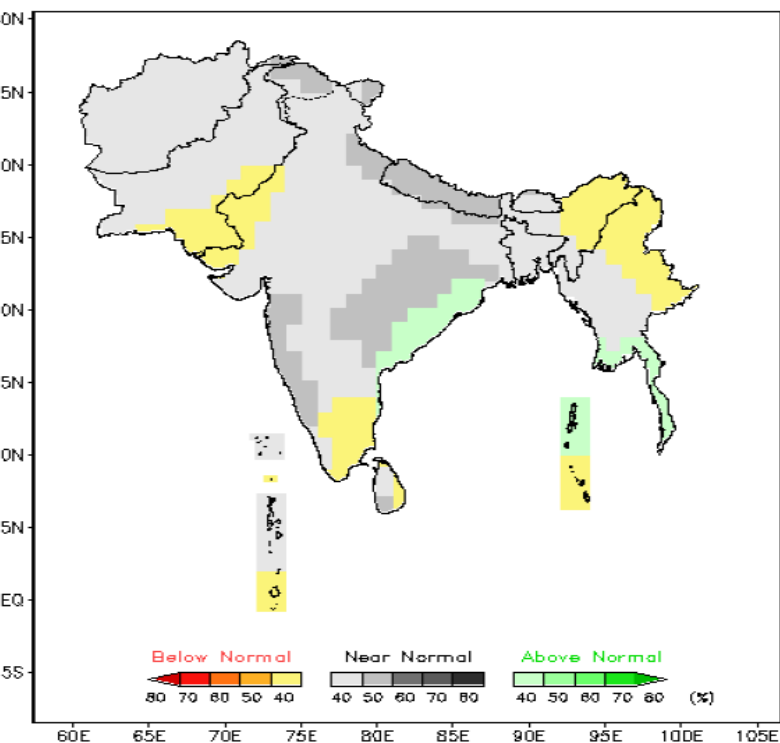 0N
5N
0N
5N
0N
5N
0N
5N
EQ
5S
Below Normal Near Normal Above Normal
80 70 60 50 40 40 50 60 70 80 40 50 60 70 80 (%)
60E 65E 70E 75E 80E 85E 90E 95E 100E 105E